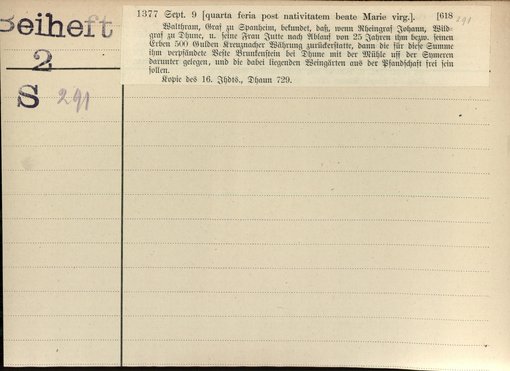 Beiheft
2
S 291
1377 Sept. 9 [quarta feria post nativitatem beate Marie virg.]. [618
291
Walthram, Graf zu Spanheim, bekundet, daß, wenn Rheingraf Johann, Wild-
graf zu Dhune, u. seine Frau Jutte nach Ablauf von 25 Jahren ihm bezw. seinen
Erben 500 Gulden Kreuznacher Währung zurückerstatte, dann die für diese Summe
ihm verpfändete Veste Brunkenstein bei Dhune mit der Mühle uff der Symeren
darunter gelegen, und die dabei liegenden Weingärten aus der Pfandschaft frei sein
sollen.
Kopie des 16. Jhdts., Dhaun 729.